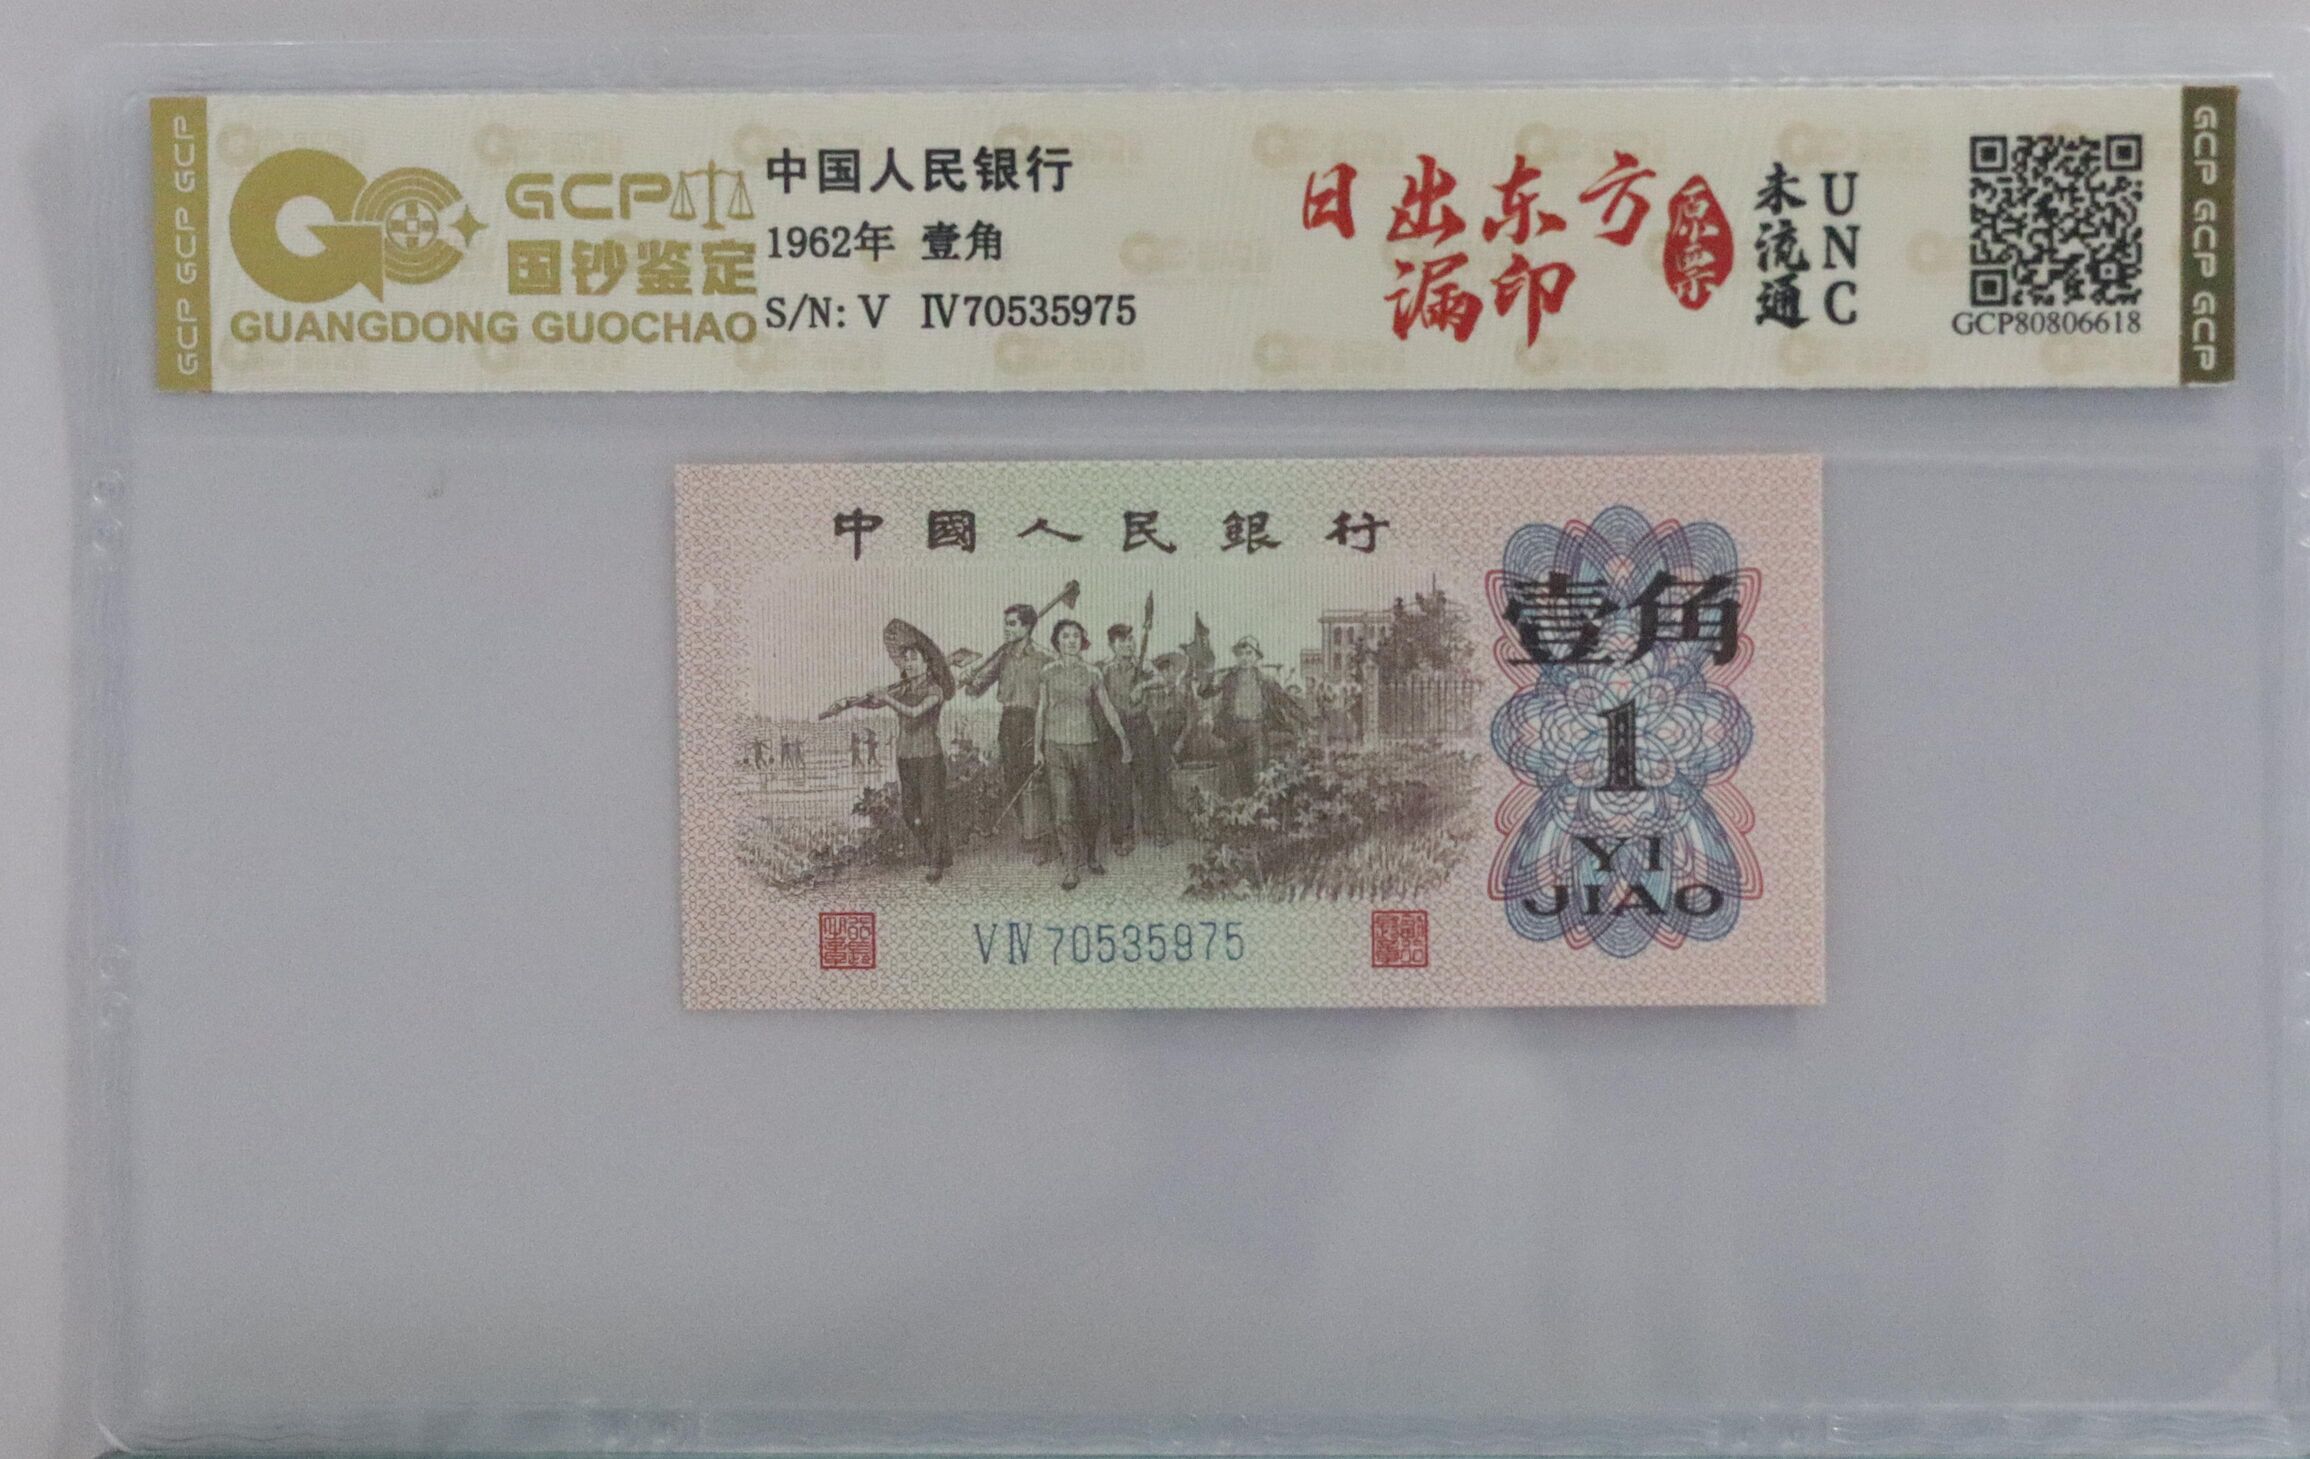 GCP GCP GCP
GCP
国钞鉴定
GUANGDONG GUOCHAO
中国人民银行
1962年 壹角
S/N: V Ⅳ70535975
日出东方
漏印
原票
未流通
UNC
GCP80806618
GCP GCP GCP
中國人民銀行
壹角
1
YI
JIAO
VⅣ70535975